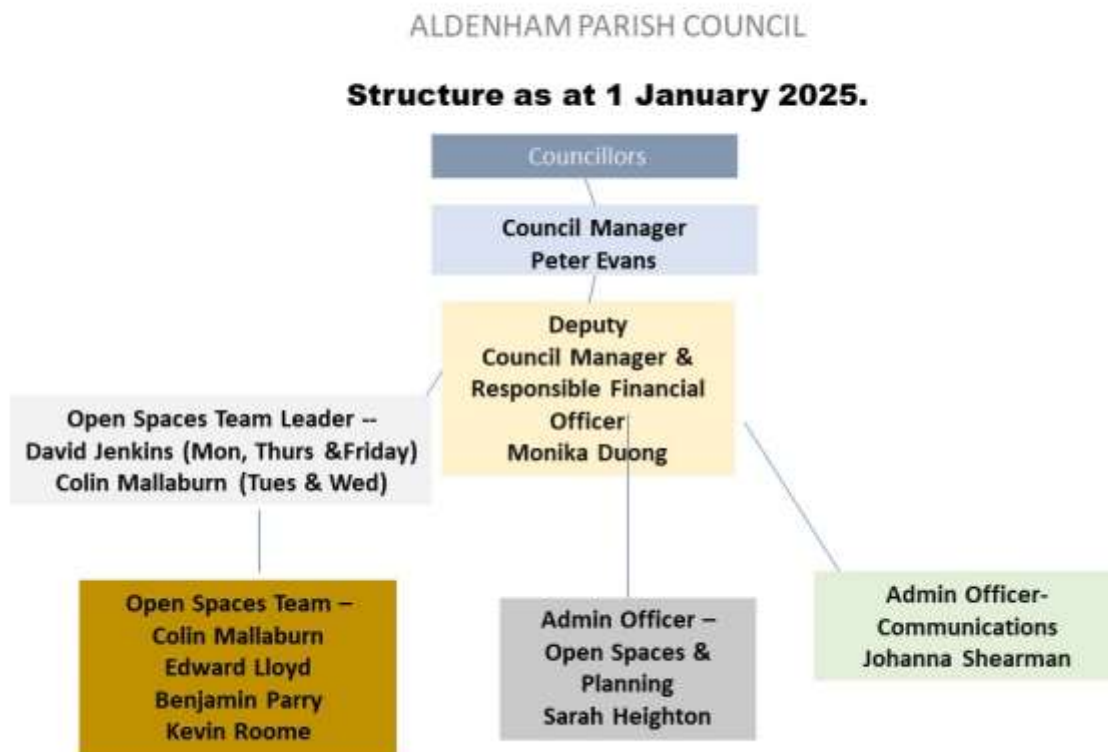 ALDENHAM PARISH COUNCIL
Structure as at 1 January 2025.
Councillors
Council Manager
Peter Evans
Deputy
Council Manager &
Responsible Financial
Officer
Monika Duong
Open Spaces Team Leader --
David Jenkins (Mon, Thurs &Friday)
Colin Mallaburn (Tues & Wed)
Open Spaces Team –
Colin Mallaburn
Edward Lloyd
Benjamin Parry
Kevin Roome
Admin Officer –
Open Spaces &
Planning
Sarah Heighton
Admin Officer-
Communications
Johanna Shearman